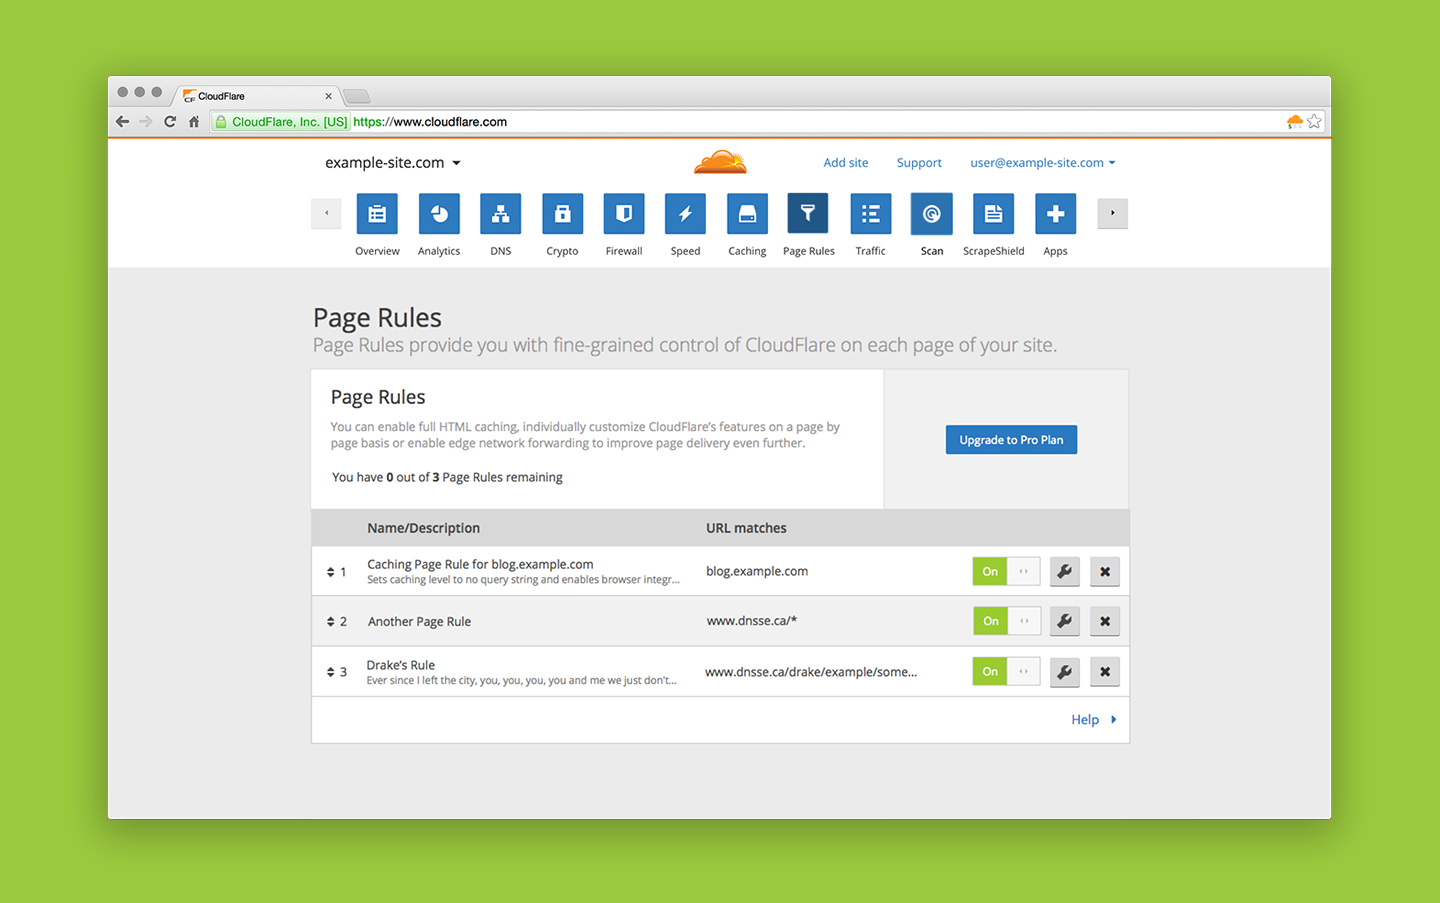 CloudFlare
CloudFlare, Inc. [US] https://www.cloudflare.com
example-site.com
Add site
Support
user@example-site.com
Overview
Analytics
DNS
Crypto
Firewall
Speed
Caching
Page Rules
Traffic
Scan
ScrapeShield
Apps
Page Rules
Page Rules provide you with fine-grained control of CloudFlare on each page of your site.
Page Rules
You can enable full HTML caching, individually customize CloudFlare's features on a page by
page basis or enable edge network forwarding to improve page delivery even further.
You have 0 out of 3 Page Rules remaining
Upgrade to Pro Plan
Name/Description
URL matches
1
Caching Page Rule for blog.example.com
Sets caching level to no query string and enables browser integr...
blog.example.com
On
2
Another Page Rule
www.dnsse.ca/*
On
3
Drake's Rule
Ever since I left the city, you, you, you, you and me we just don't...
www.dnsse.ca/drake/example/some...
On
Help